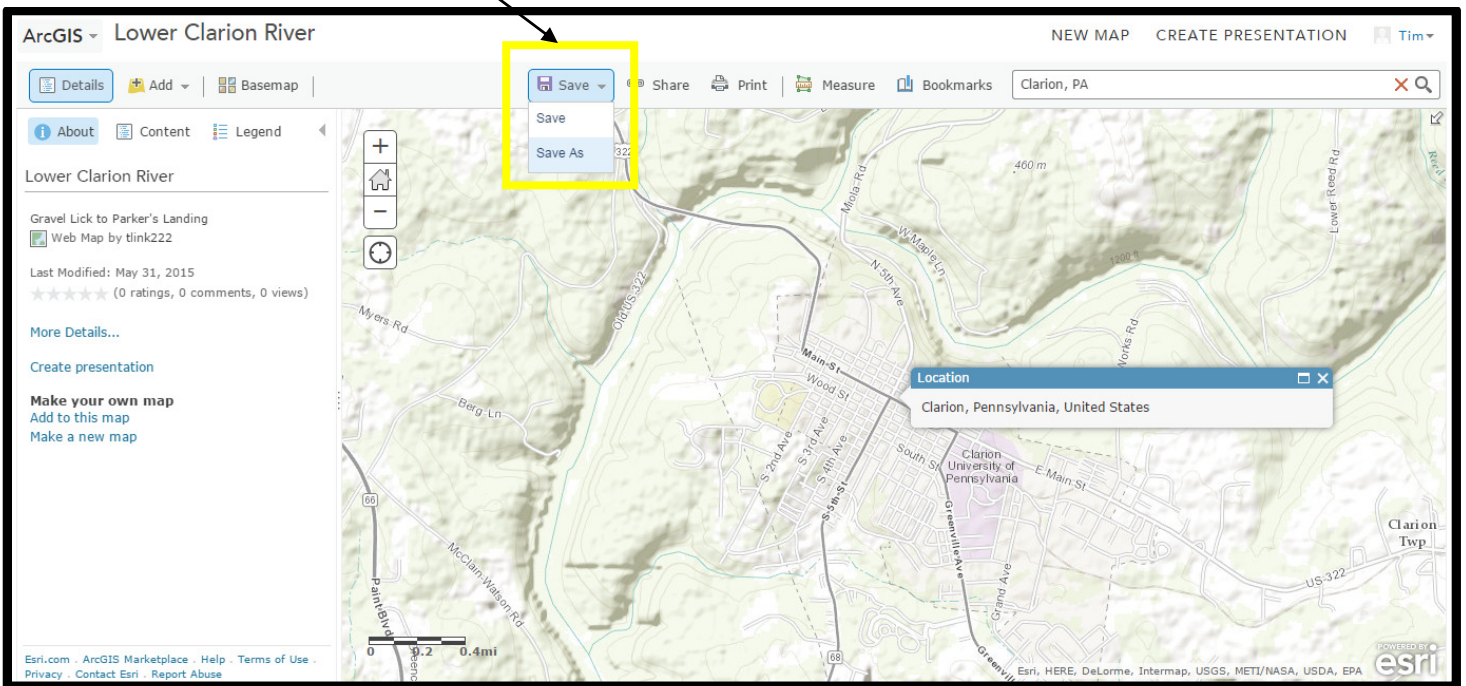 ArcGIS Lower Clarion River
NEW MAP CREATE PRESENTATION Tim
Details Add Basemap Save Share Print Measure Bookmarks Clarion, PA
Save
Save As
About Content Legend
Lower Clarion River
Gravel Lick to Parker's Landing
Web Map by tlink222
Last Modified: May 31, 2015
(0 ratings, 0 comments, 0 views)
More Details...
Create presentation
Make your own map
Add to this map
Make a new map
Esri.com . ArcGIS Marketplace . Help . Terms of Use .
Privacy . Contact Esri . Report Abuse
322
460 m
Miola-Rd
Lower Reed Rd
Reed
W-Maple-Ln
1200 ft
N-5th-Ave
Old-US-322
Myers-Rd
Main-St
Wood St
Berg-Ln
Location
Clarion, Pennsylvania, United States
S 2nd Ave
S 3rd Ave
S 4th Ave
S-5th-St
South St
Clarion
University of
Pennsylvania
E-Main St
Greenville-Ave
Grand Ave
66
McClain-Watson Rd
Paint-Blvd
Clarion
Twp
US-322
68
0 0.2 0.4mi
Esri, HERE, DeLorme, Intermap, USGS, METI/NASA, USDA, EPA
POWERED BY
esri